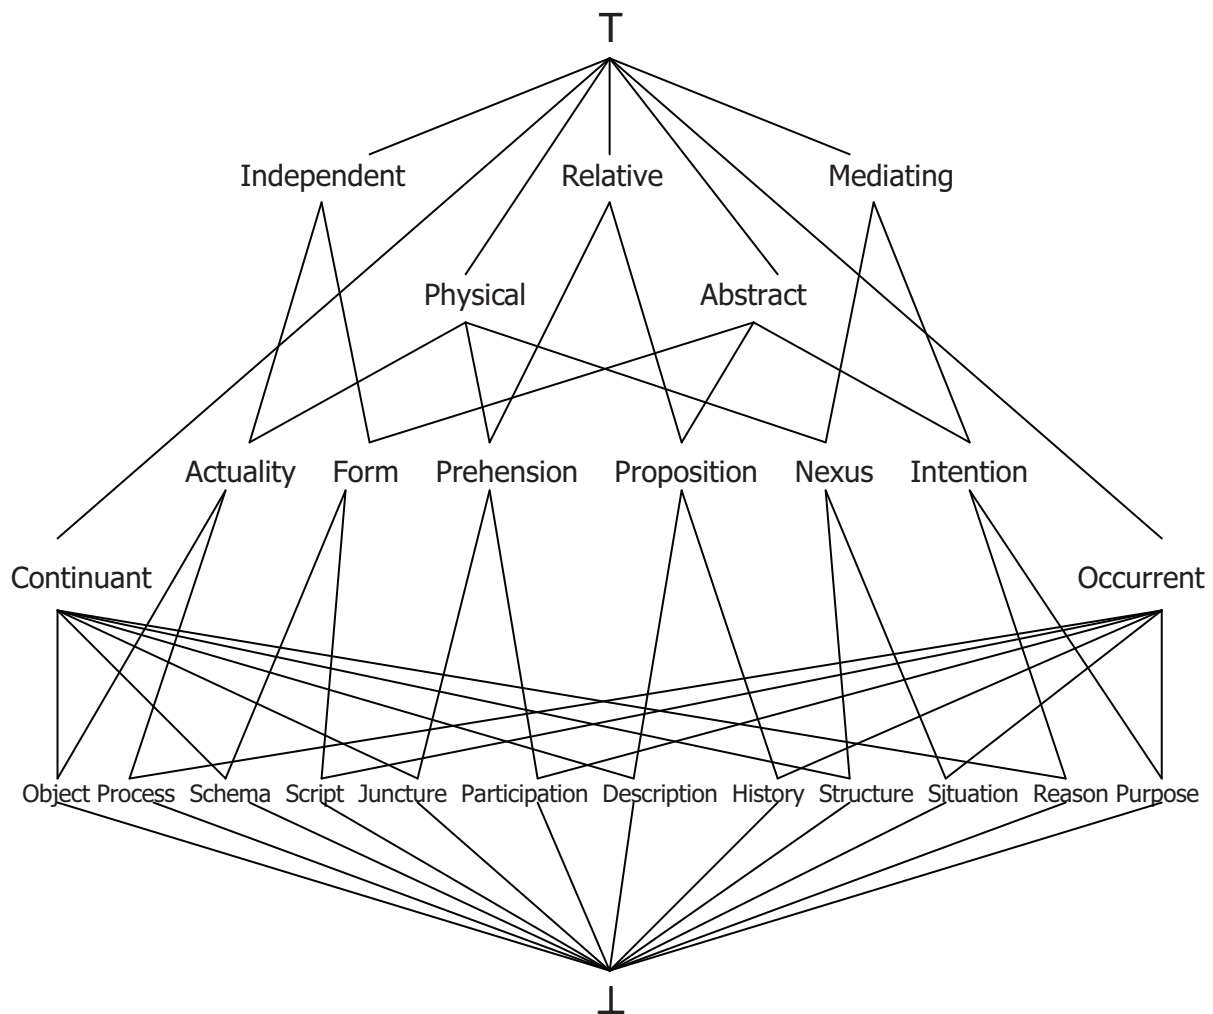 T
Independent Relative Mediating
Physical Abstract
Actuality Form Prehension Proposition Nexus Intention
Continuant Occurrent
Object Process Schema Script Juncture Participation Description History Structure Situation Reason Purpose
⊥